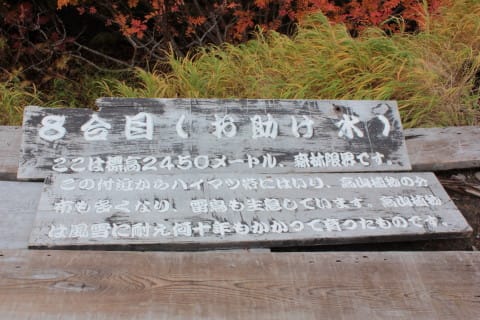 8合目(お助け水)
ここは標高2450メートル、森林限界です。
この付近からハイマツ帯にはいり、高山植物の分
布も多くなり、雷鳥も生息しています。高山植物
は風雪に耐え何十年もかかって育ったものです